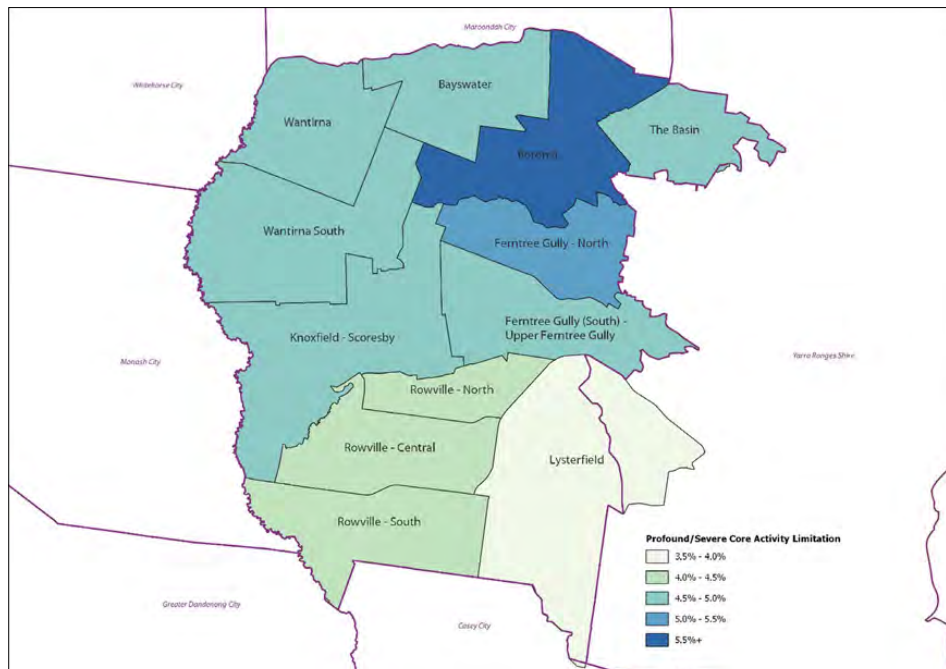 Maroondah City
Whitehorse City
Bayswater
Wantirna
The Basin
Boronia
Wantirna South
Ferntree Gully - North
Ferntree Gully (South) -
Upper Ferntree Gully
Knoxfield - Scoresby
Monash City
Yarra Ranges Shire
Rowville - North
Rowville - Central
Lysterfield
Rowville - South
Profound/Severe Core Activity Limitation
3.5% - 4.0%
4.0% - 4.5%
4.5% - 5.0%
5.0% - 5.5%
5.5%+
Greater Dandenong City
Casey City